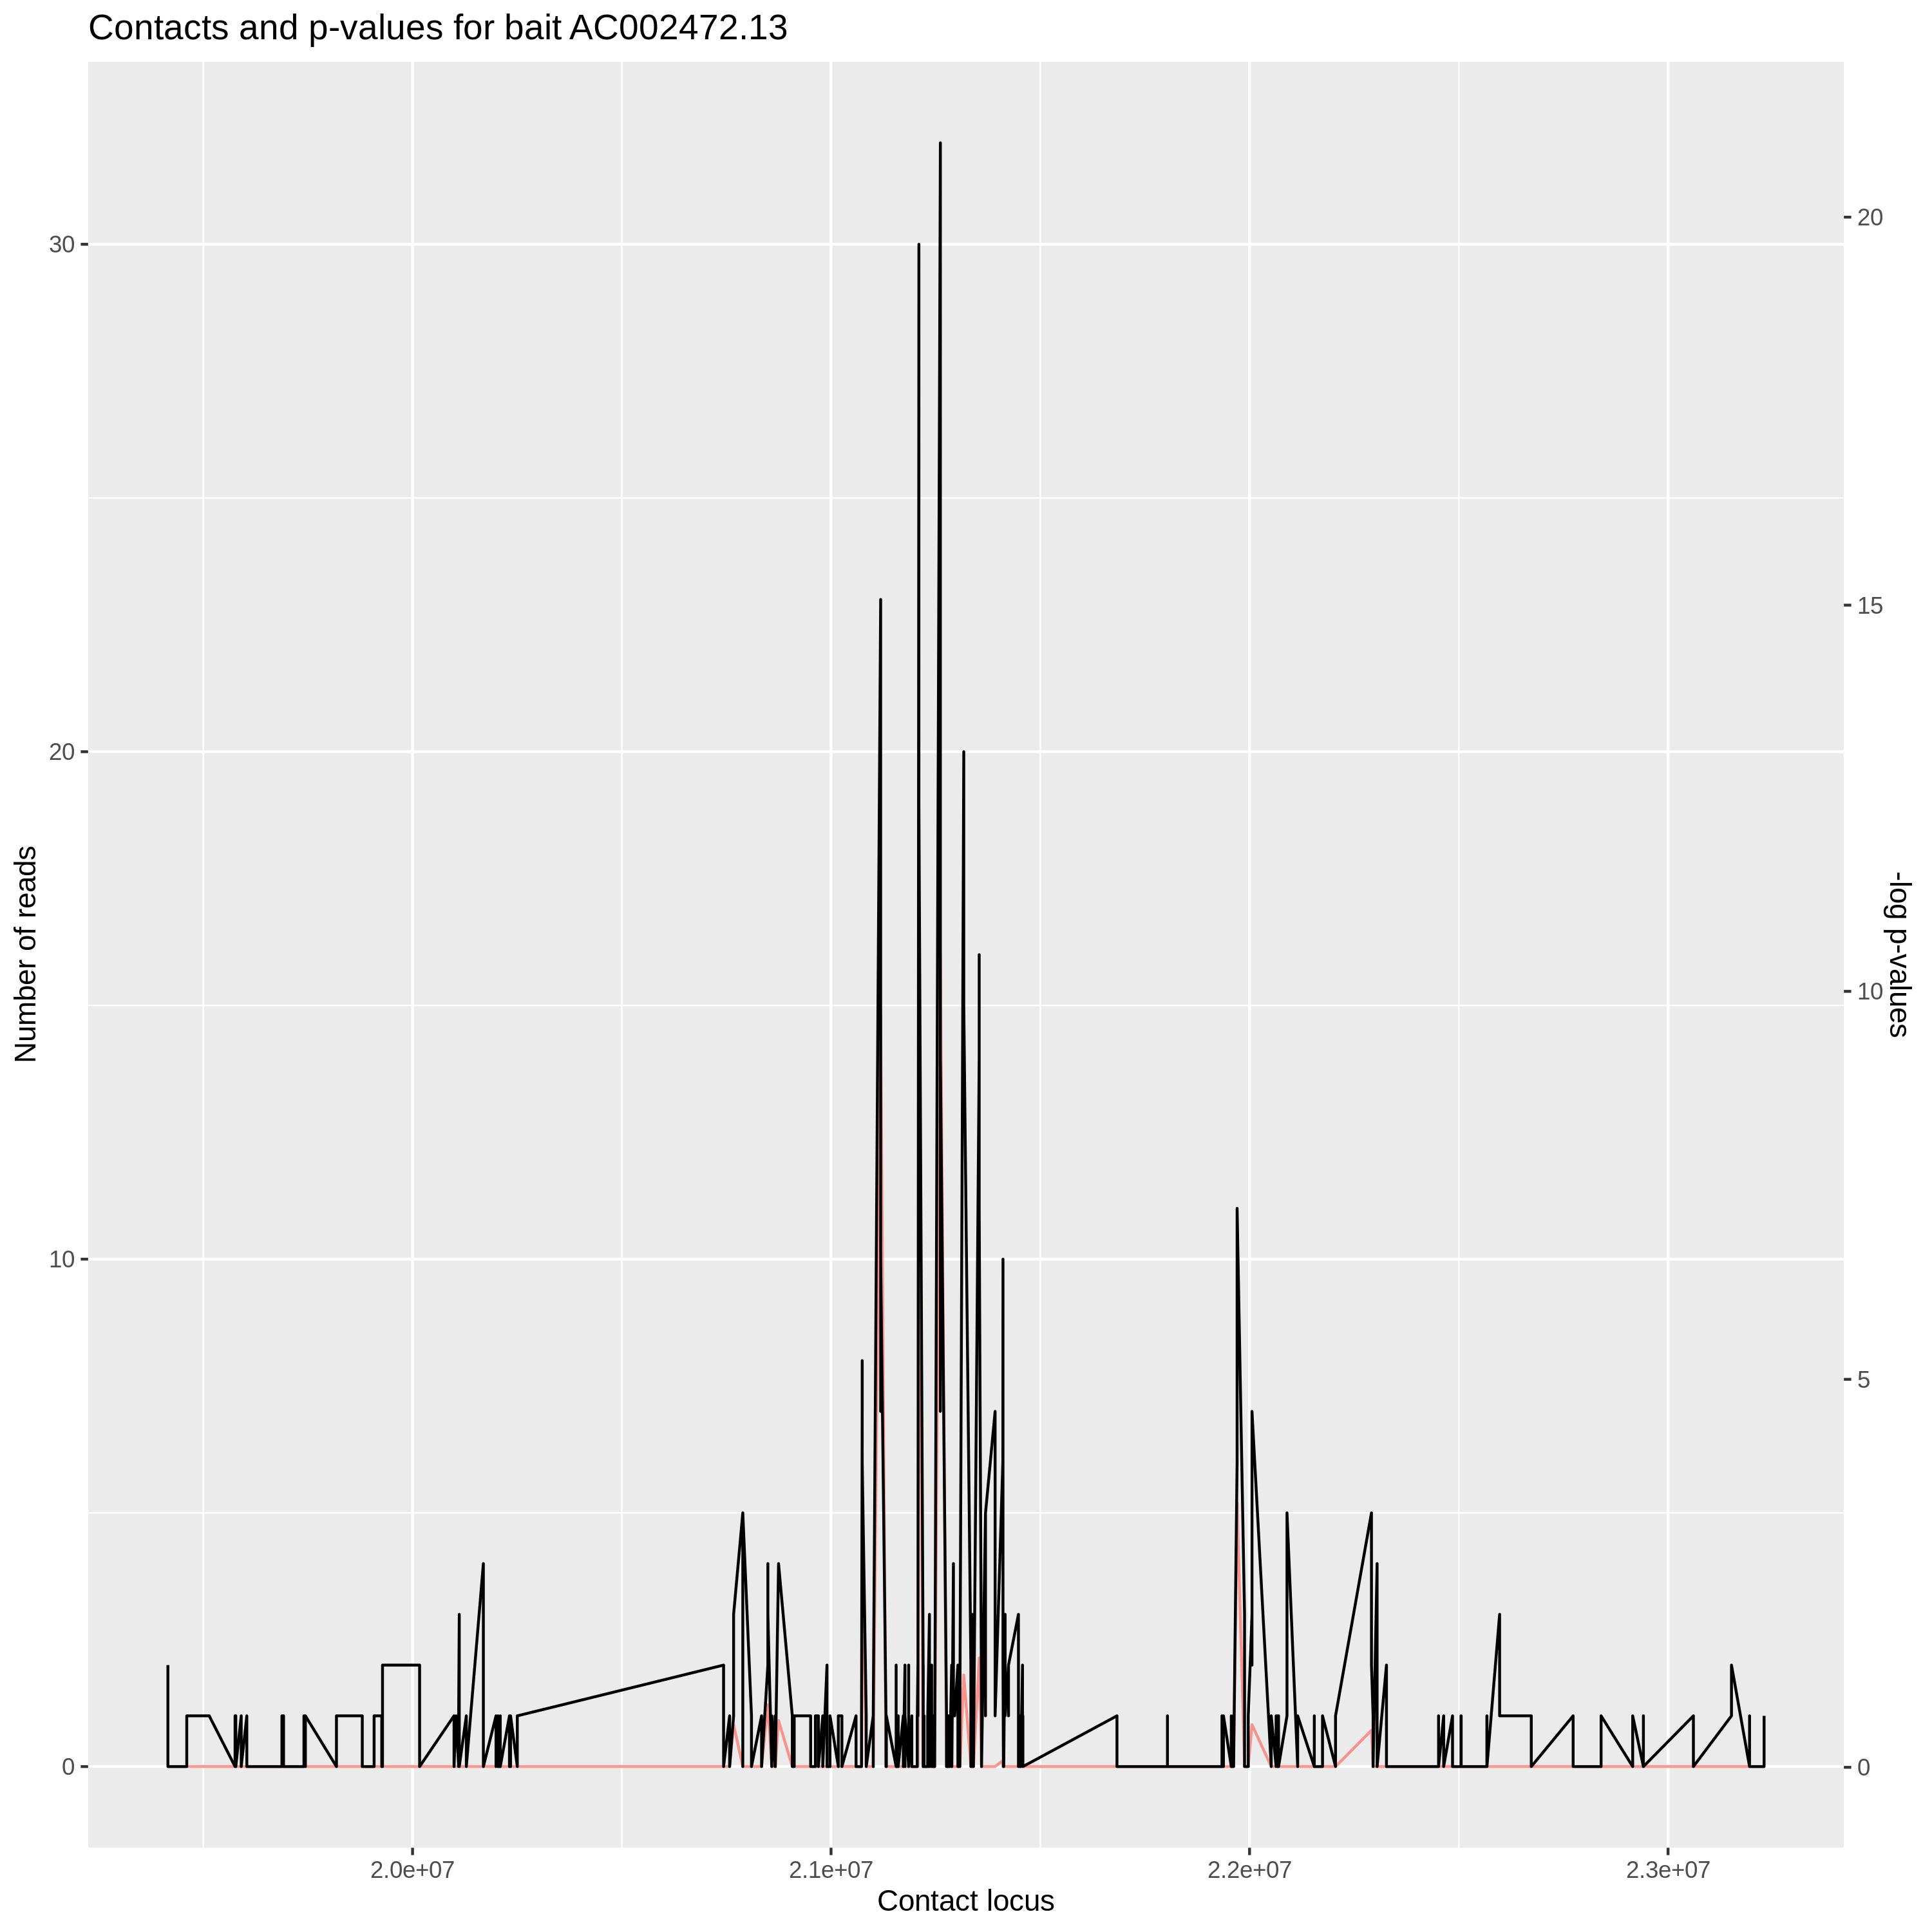 Contacts and p-values for bait AC002472.13
30
20
10
0
Number of reads
20
15
10
5
0
-log p-values
2.0e+07
2.1e+07
2.2e+07
2.3e+07
Contact locus